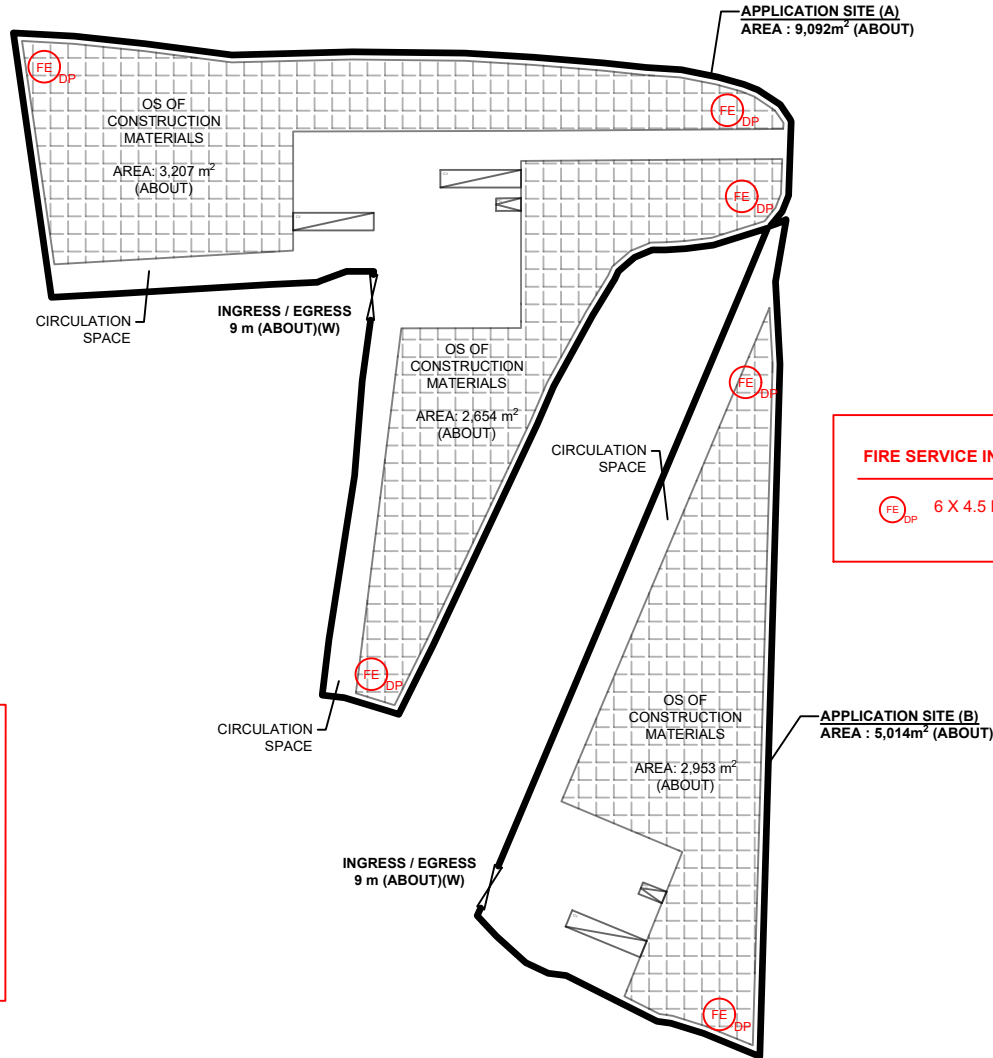 APPLICATION SITE (A)
AREA : 9,092m² (ABOUT)
FE
DP
OS OF
CONSTRUCTION
MATERIALS
AREA: 3,207 m²
(ABOUT)
FE
DP
FE
DP
CIRCULATION
SPACE
INGRESS / EGRESS
9 m (ABOUT)(W)
OS OF
CONSTRUCTION
MATERIALS
AREA: 2,654 m²
(ABOUT)
FE
DP
CIRCULATION
SPACE
FIRE SERVICE
FE
DP
6 X 4.5
FE
DP
CIRCULATION
SPACE
OS OF
CONSTRUCTION
MATERIALS
AREA: 2,953 m²
(ABOUT)
APPLICATION SITE (B)
AREA : 5,014m² (ABOUT)
INGRESS / EGRESS
9 m (ABOUT)(W)
FE
DP